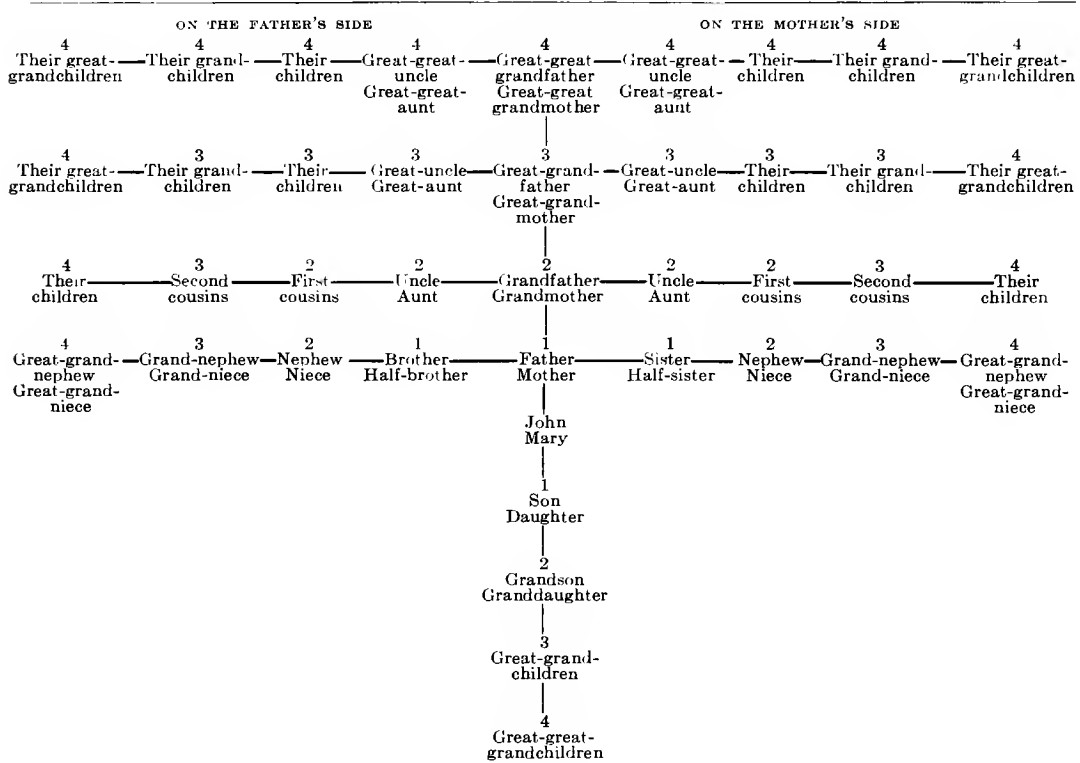 ON THE FATHER'S SIDE ON THE MOTHER'S SIDE
4 4 4 4 4 4 4 4 4
Their great- Their grand- Their Great-great- Great-great Great-great- Their Their grand- Their great-
grandchildren children children uncle grandfather uncle children children grandchildren
Great-great- Great-great Great-great-
aunt grandmother aunt
4 3 3 3 3 3 3 3 4
Their great- Their grand- Their Great-uncle Great-grand- Great-uncle Their Their grand- Their great-
grandchildren children children Great-aunt father Great-aunt children children grandchildren
Great-grand-
mother
4 3 2 2 2 2 2 3 4
Their Second First Uncle Grandfather Uncle First Second Their
children cousins cousins Aunt Grandmother Aunt cousins cousins children
4 3 2 1 1 1 2 3 4
Great-grand- Grand-nephew Nephew Brother Father Sister Nephew Grand-nephew Great-grand-
nephew Grand-niece Niece Half-brother Mother Half-sister Niece Grand-niece nephew
Great-grand- Great-grand-
niece niece
John
Mary
1
Son
Daughter
2
Grandson
Granddaughter
3
Great-grand-
children
4
Great-great-
grandchildren